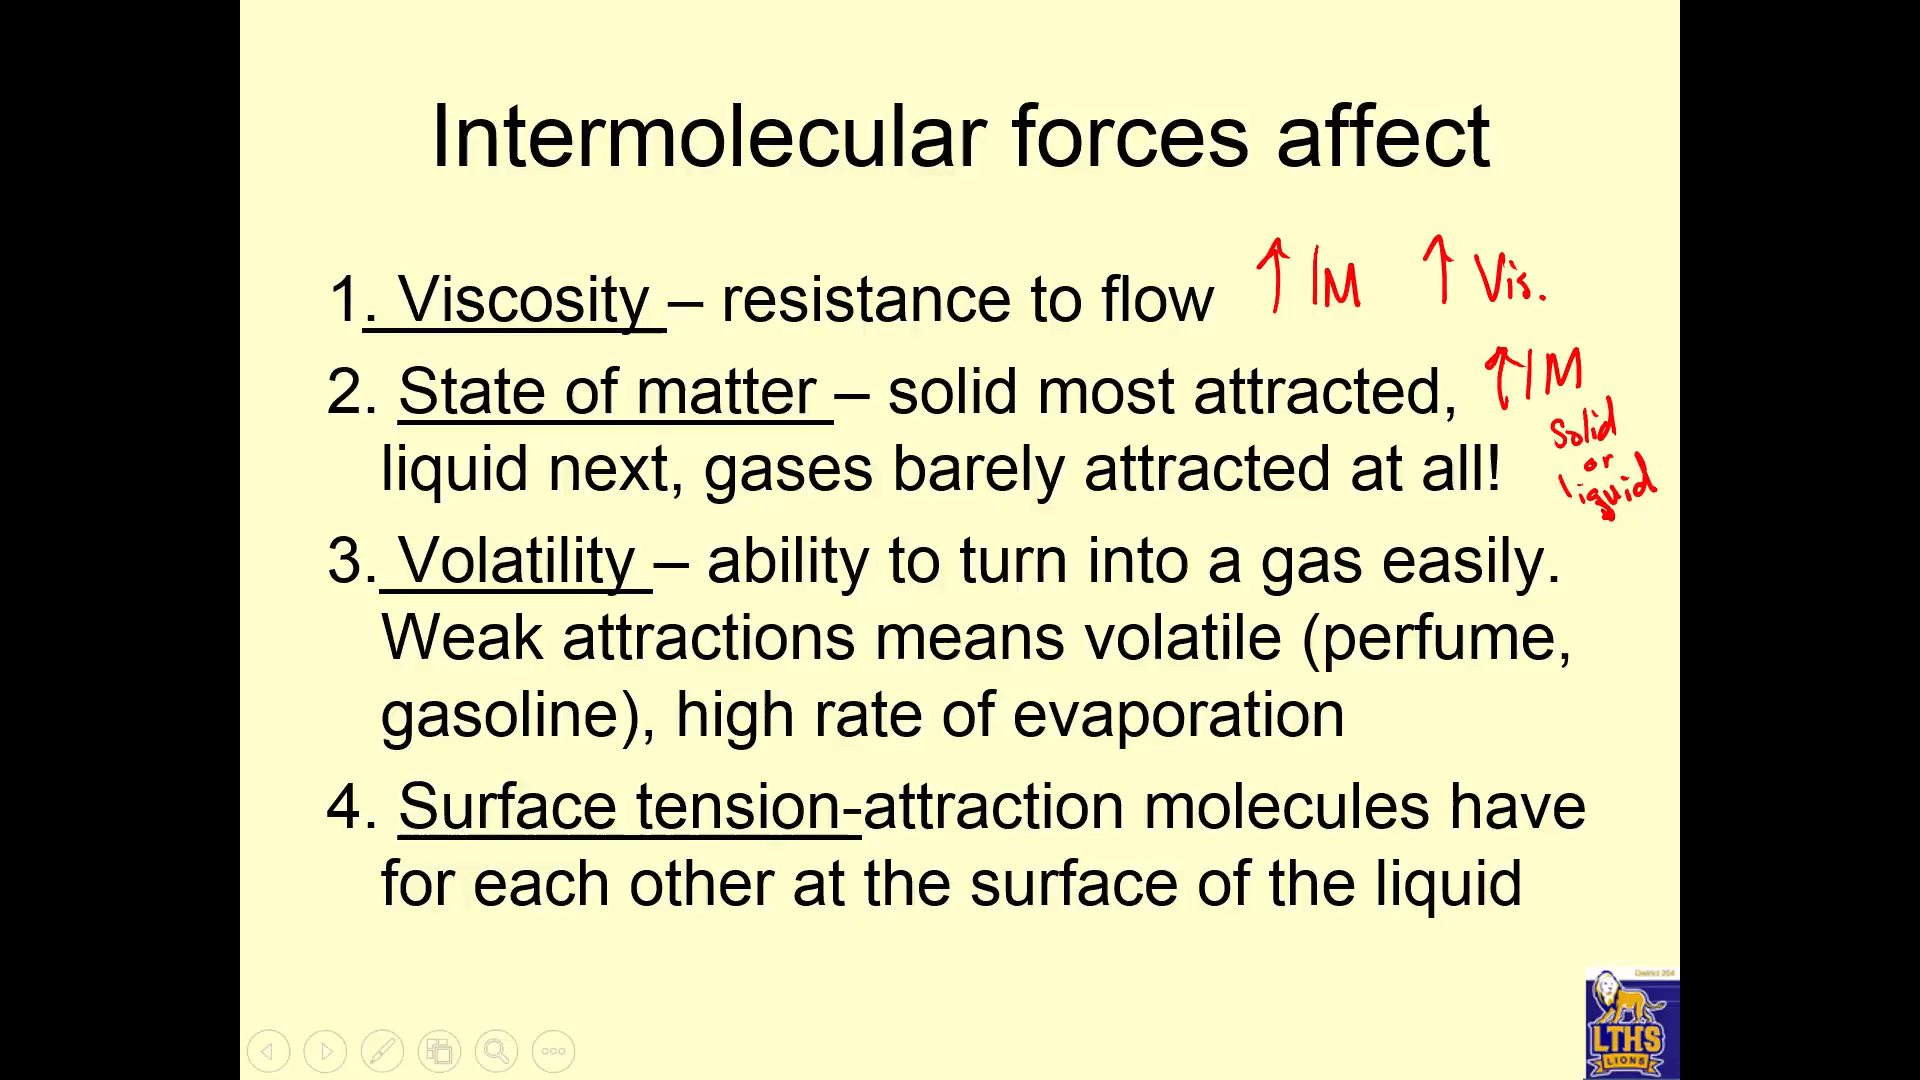 Intermolecular forces affect
1. Viscosity – resistance to flow ↑ IM ↑ Vis.
2. State of matter – solid most attracted, ↑ IM
solid
or
liquid next, gases barely attracted at all!
liquid
3. Volatility – ability to turn into a gas easily.
Weak attractions means volatile (perfume,
gasoline), high rate of evaporation
4. Surface tension-attraction molecules have
for each other at the surface of the liquid
District 204
LTHS
LIONS